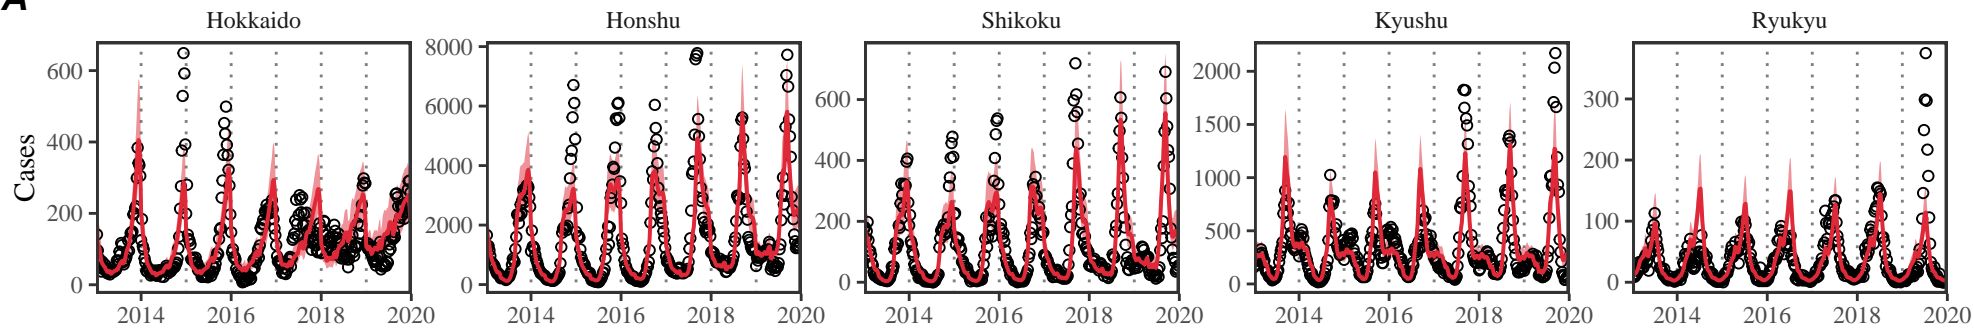 A
Hokkaido Honshu Shikoku Kyushu Ryukyu
Cases
600 400 200 0
8000 6000 4000 2000 0
600 400 200 0
2000 1500 1000 500 0
300 200 100 0
2014 2016 2018 2020 2014 2016 2018 2020 2014 2016 2018 2020 2014 2016 2018 2020 2014 2016 2018 2020